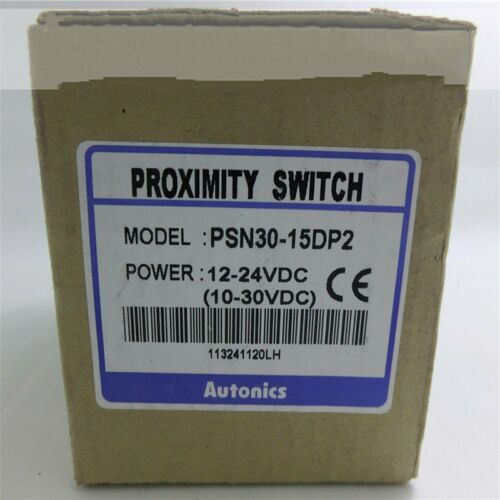 PROXIMITY SWITCH
MODEL : PSN30-15DP2
POWER : 12-24VDC
(10-30VDC) CE
113241120LH
Autonics